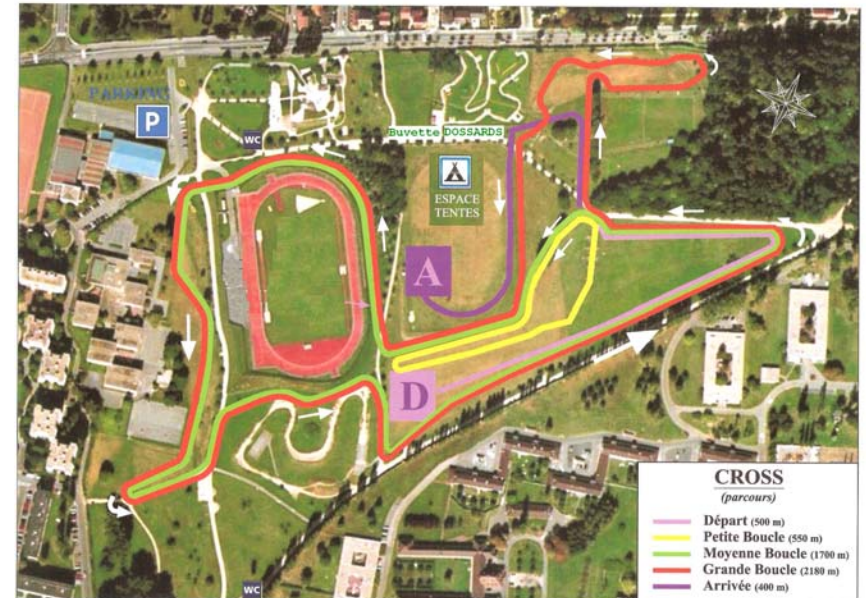 PARKING
P
WC
Buvette DOSSARDS
ESPACE
TENTES
A
D
WC
CROSS
(parcours)
Départ (500 m)
Petite Boucle (550 m)
Moyenne Boucle (1700 m)
Grande Boucle (2180 m)
Arrivée (400 m)